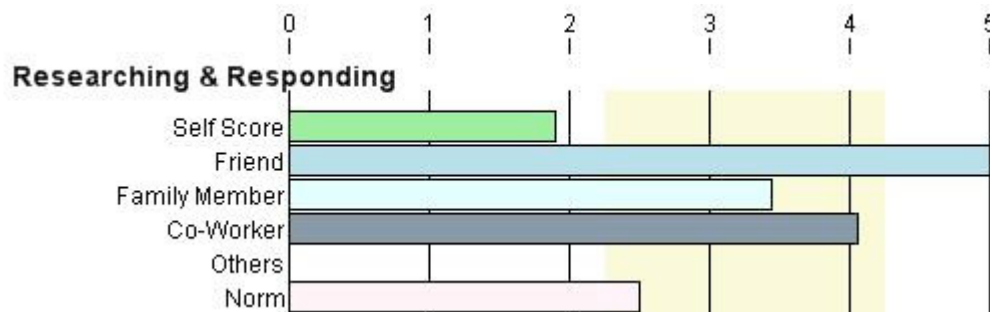 0 1 2 3 4 5
Researching & Responding
Self Score
Friend
Family Member
Co-Worker
Others
Norm